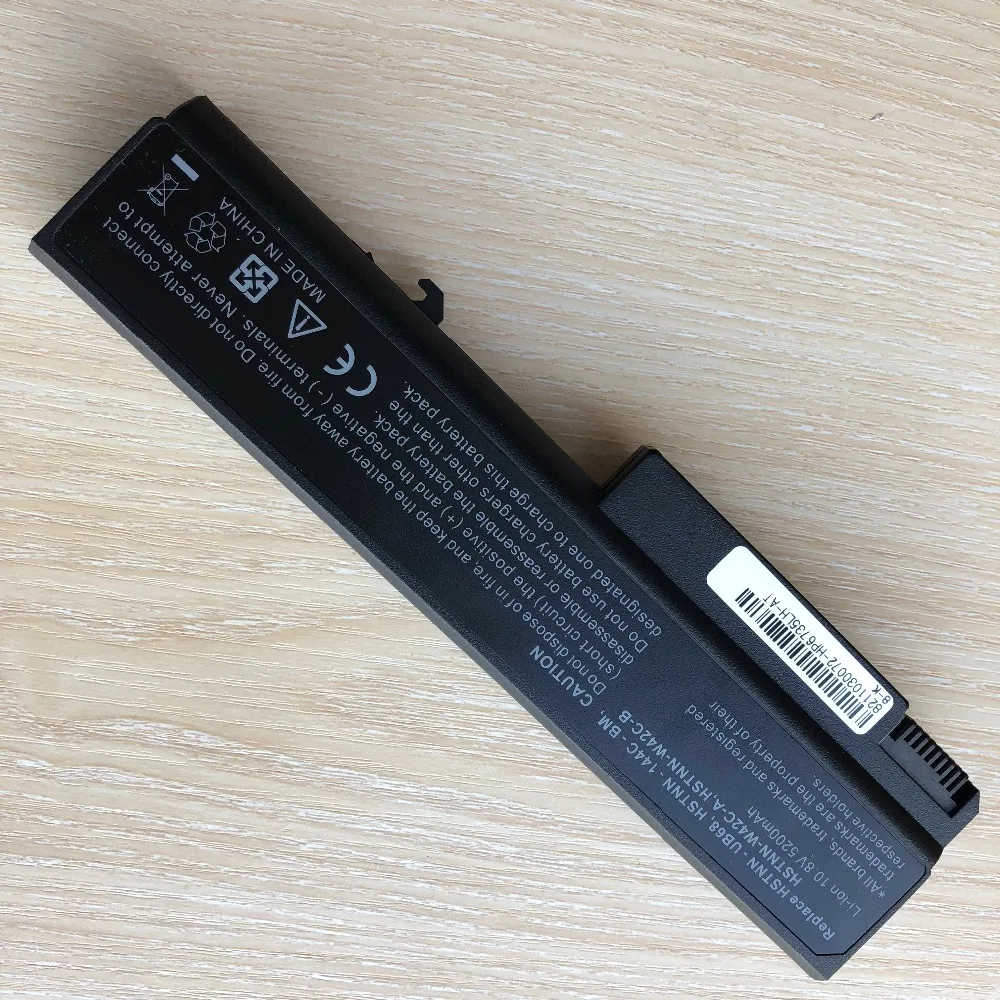 Replace HSTNN - UB68, HSTNN - 144C - BM,
HSTNN-W42C-A,HSTNN-W42C-B
Li-ion 10.8V 5200mAh
*All brands, trademarks and registered
trademarks are the property of their
respective holders.
CAUTION
Do not dispose of in fire, and keep the battery away from fire. Do not directly connect
(short circuit) the positive (+) and the negative (-) terminals. Never attempt to
disassemble or reassemble the battery pack.
Do not use battery chargers other than the
designated one to charge this battery pack.
CE
MADE IN CHINA
8211030072-HP6735LH-AT
B-K